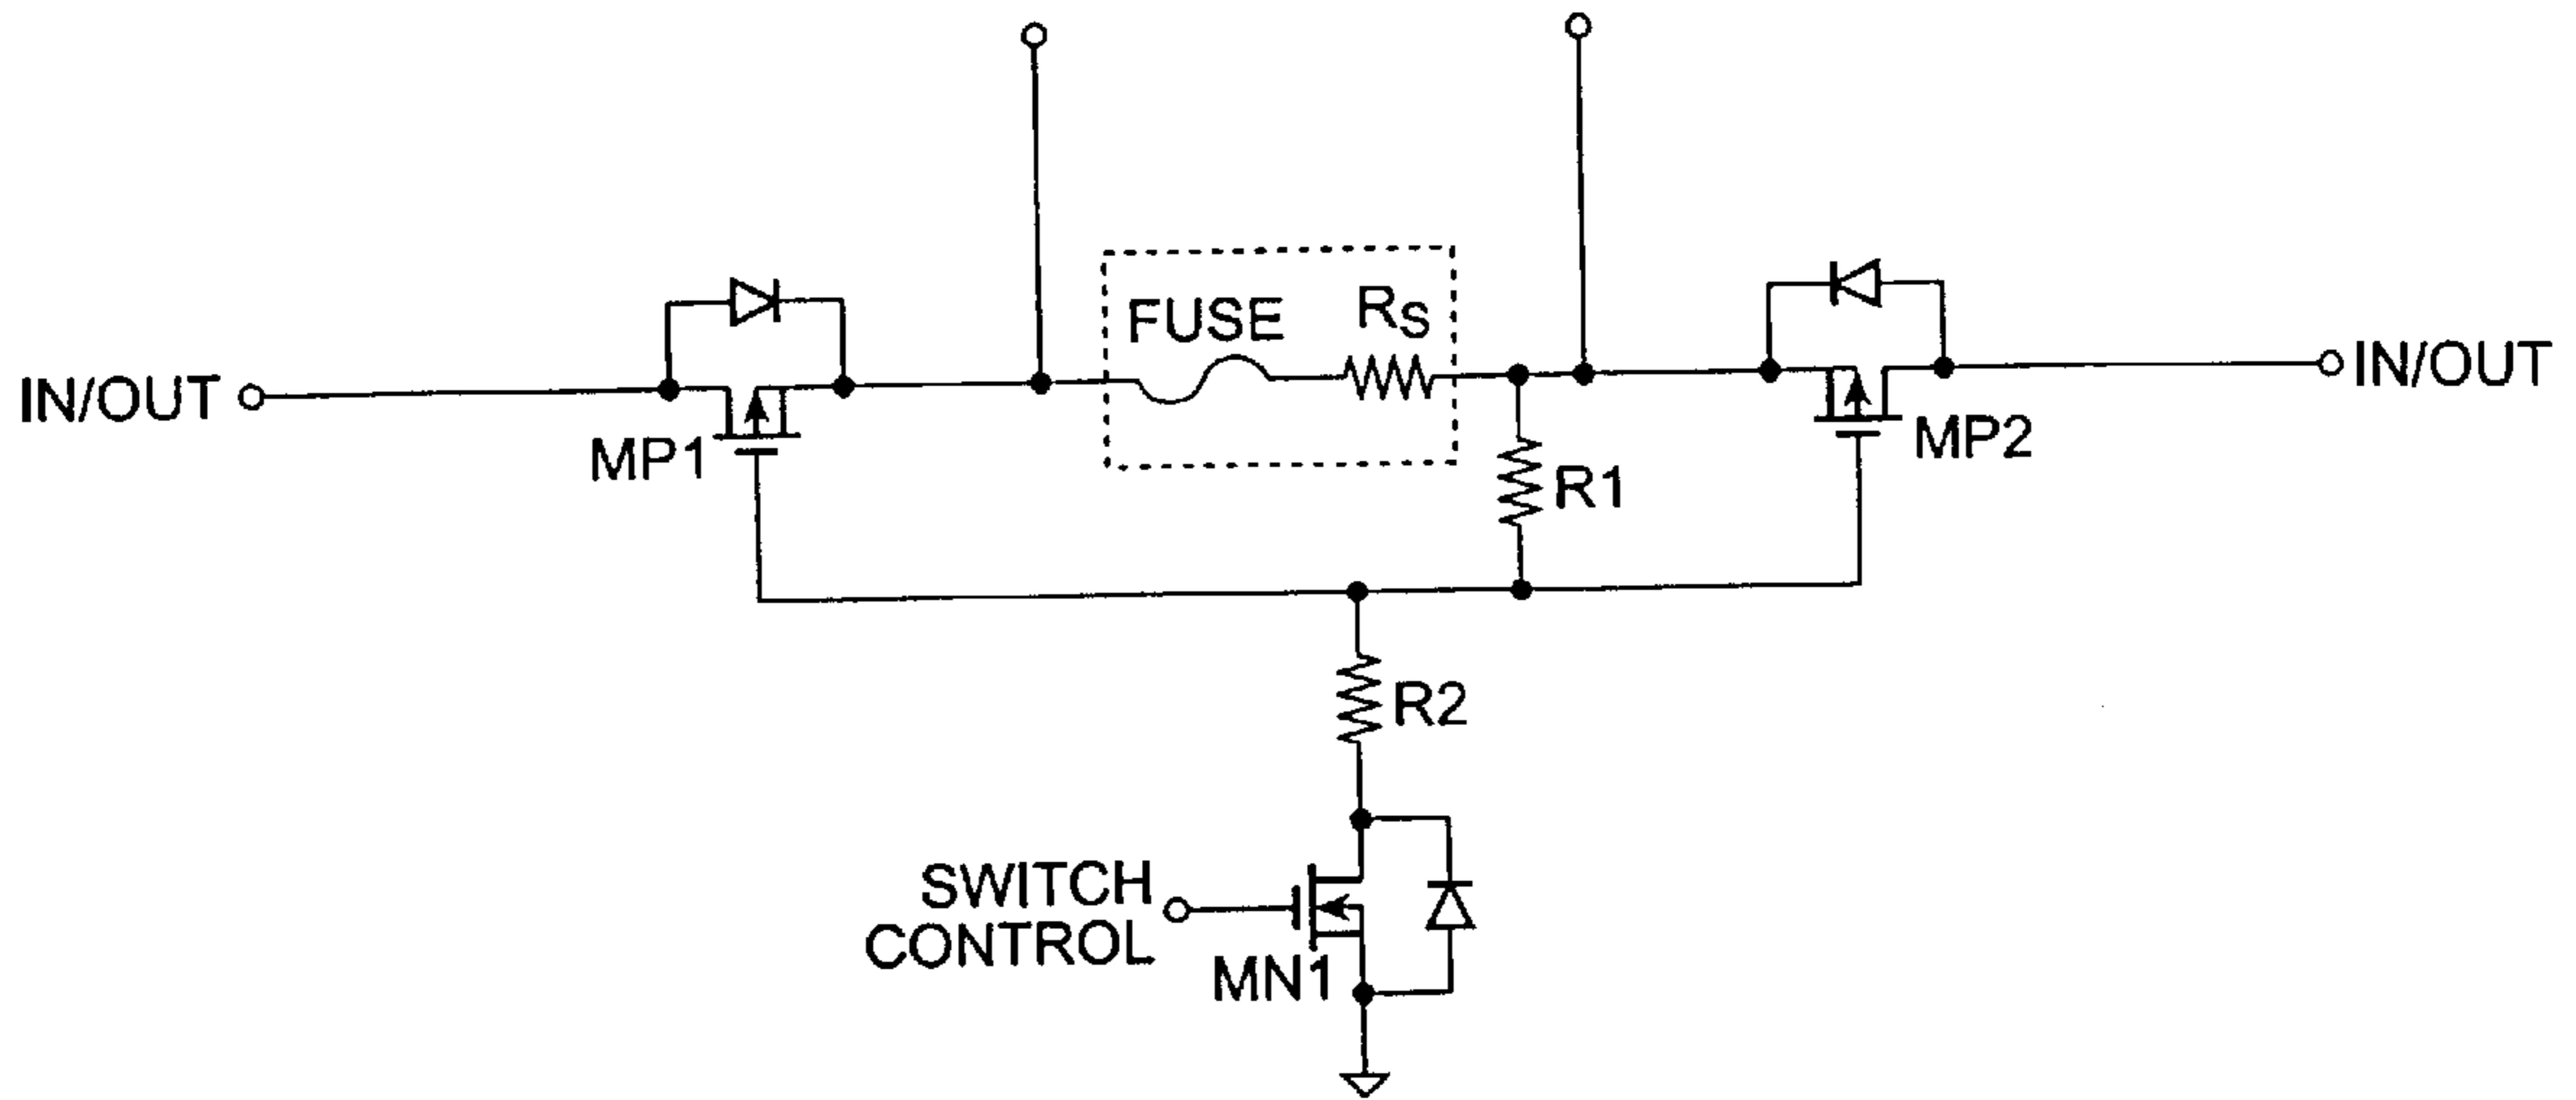 FUSE
RS
IN/OUT
IN/OUT
MP1
MP2
R1
R2
SWITCH
CONTROL
MN1